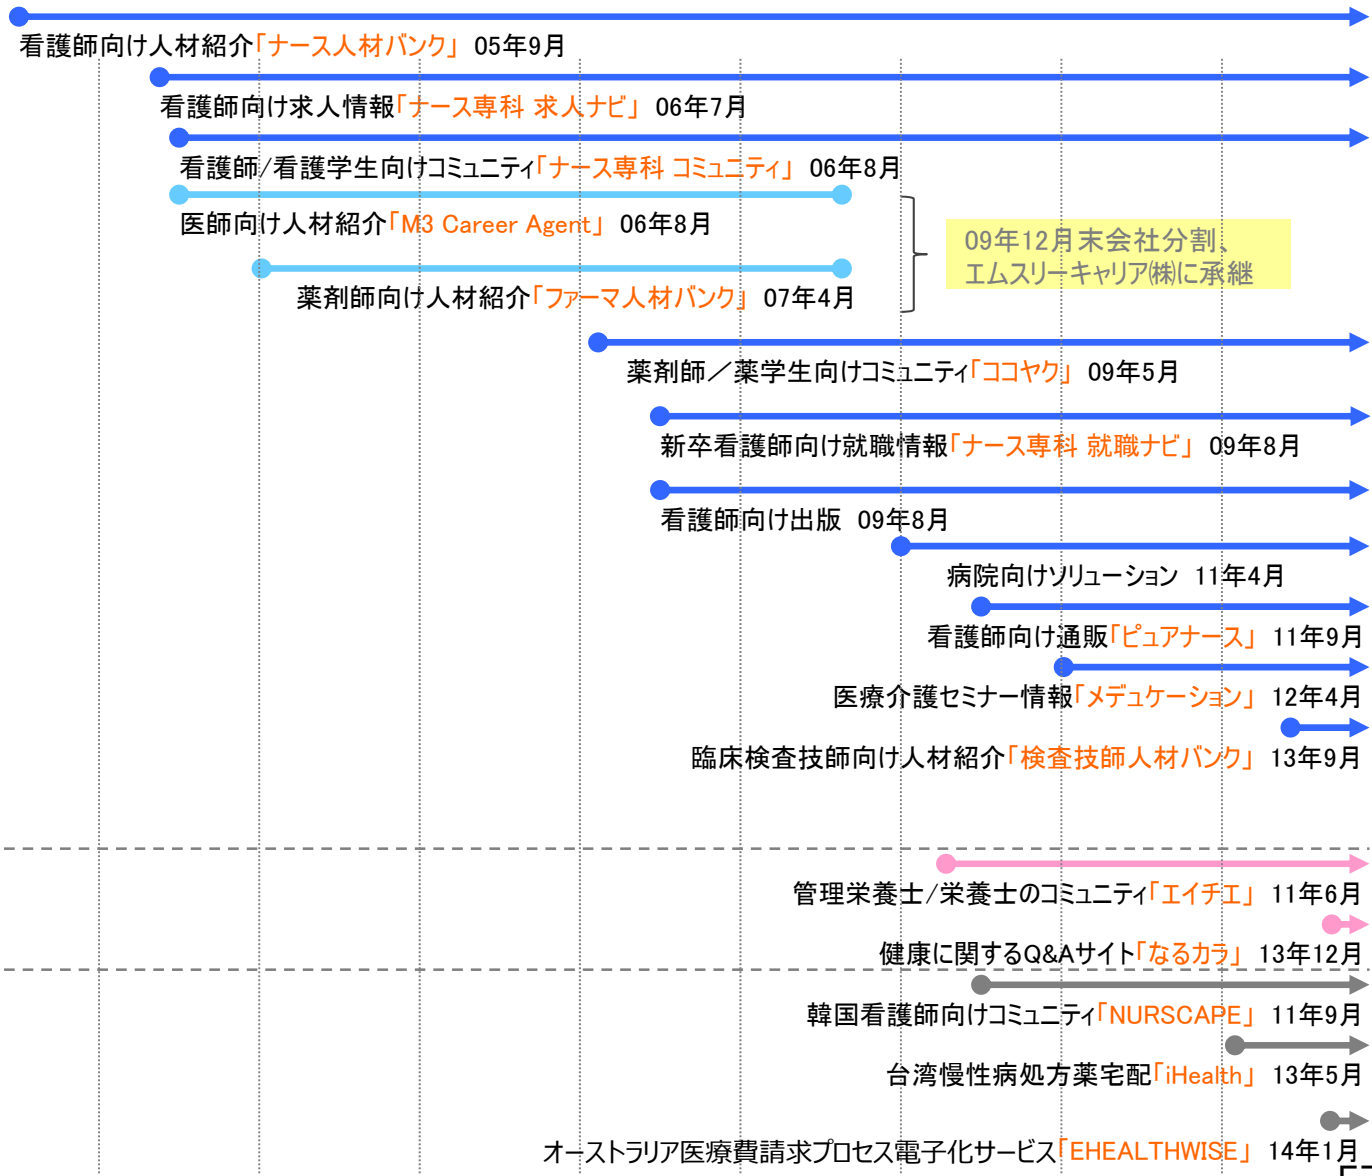 看護師向け人材紹介「ナース人材バンク」 05年9月
看護師向け求人情報「ナース専科 求人ナビ」 06年7月
看護師/看護学生向けコミュニティ「ナース専科 コミュニティ」 06年8月
医師向け人材紹介「M3 Career Agent」 06年8月
09年12月末会社分割、
エムスリーキャリア㈱に承継
薬剤師向け人材紹介「ファーマ人材バンク」 07年4月
薬剤師／薬学生向けコミュニティ「ココヤク」 09年5月
新卒看護師向け就職情報「ナース専科 就職ナビ」 09年8月
看護師向け出版 09年8月
病院向けソリューション 11年4月
看護師向け通販「ピュアナース」 11年9月
医療介護セミナー情報「メデュケーション」 12年4月
臨床検査技師向け人材紹介「検査技師人材バンク」 13年9月
管理栄養士/栄養士のコミュニティ「エイチエ」 11年6月
健康に関するQ&Aサイト「なるカラ」 13年12月
韓国看護師向けコミュニティ「NURSCAPE」 11年9月
台湾慢性病処方薬宅配「iHealth」 13年5月
オーストラリア医療費請求プロセス電子化サービス「EHEALTHWISE」 14年1月